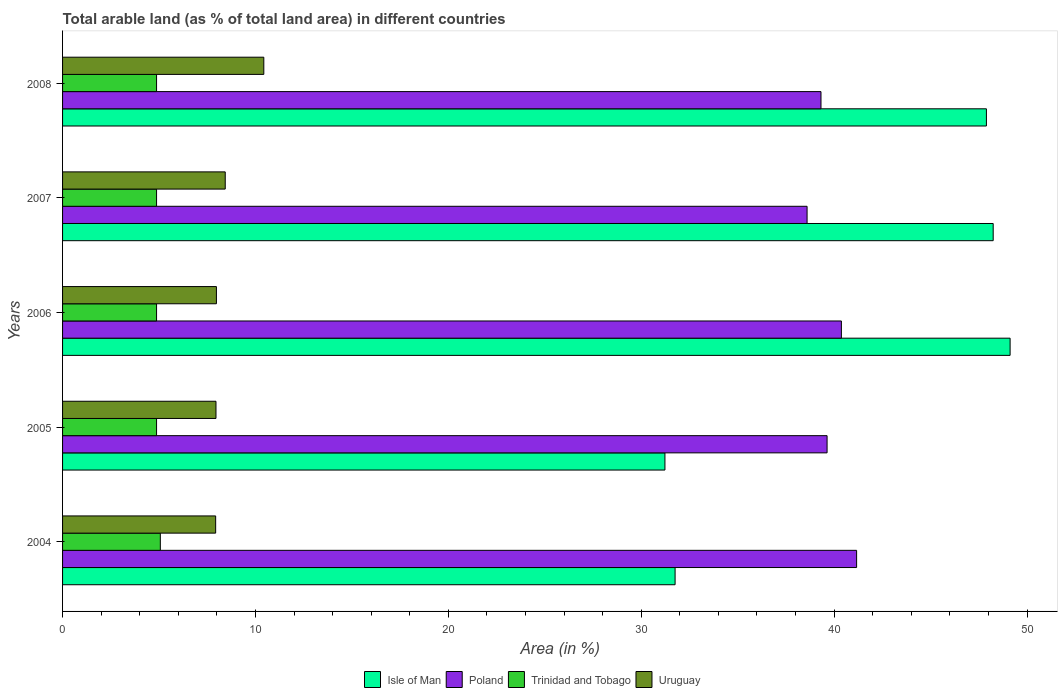 Total arable land (as % of total land area) in different countries
2008
2007
2006
2005
2004
Years
0
10
20
30
40
50
Area (in %)
Isle of Man
Poland
Trinidad and Tobago
Uruguay